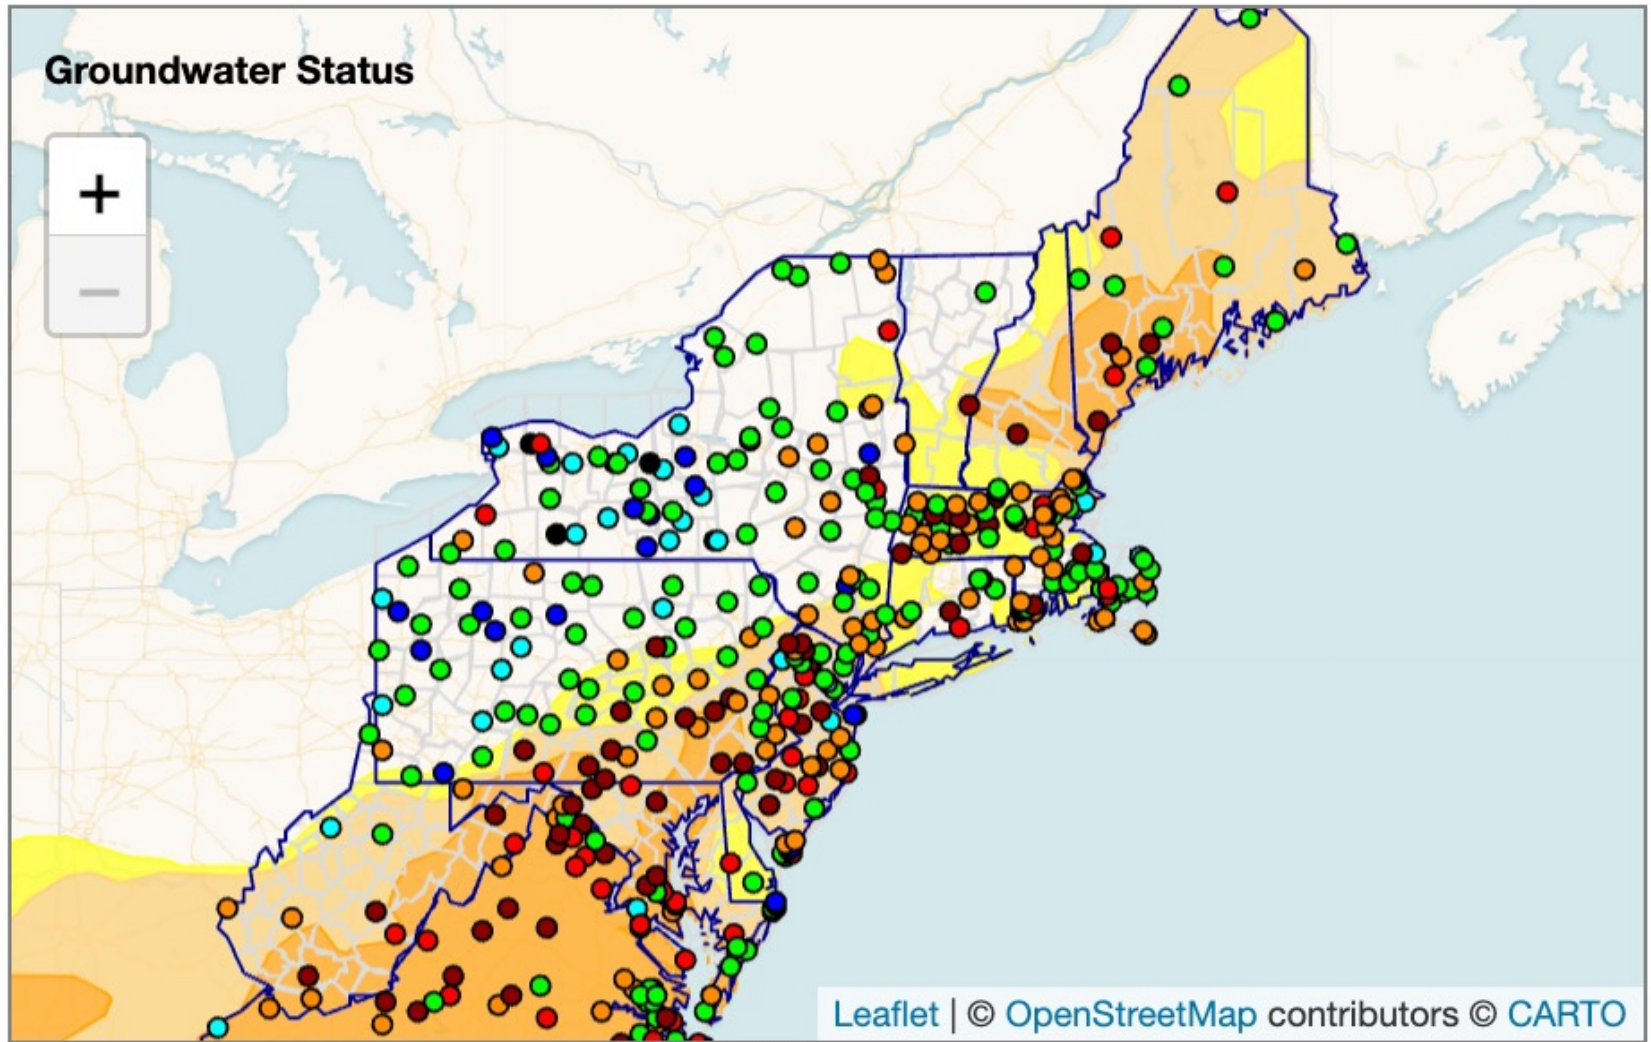 Groundwater Status
+
−
Leaflet | © OpenStreetMap contributors © CARTO